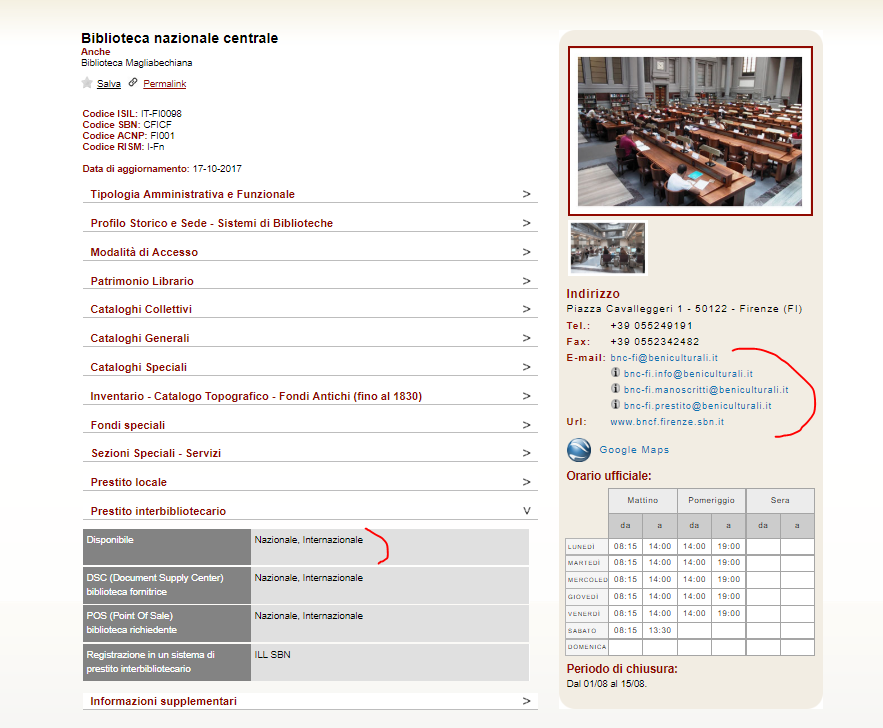 Biblioteca nazionale centrale
Anche
Biblioteca Magliabechiana
Salva Permalink
Codice ISIL: IT-FI0098
Codice SBN: CFICF
Codice ACNP: FI001
Codice RISM: I-Fn
Data di aggiornamento: 17-10-2017
Tipologia Amministrativa e Funzionale >
Profilo Storico e Sede - Sistemi di Biblioteche >
Modalità di Accesso >
Patrimonio Librario >
Cataloghi Collettivi >
Cataloghi Generali >
Cataloghi Speciali >
Inventario - Catalogo Topografico - Fondi Antichi (fino al 1830) >
Fondi speciali >
Sezioni Speciali - Servizi >
Prestito locale >
Prestito interbibliotecario v
Disponibile Nazionale, Internazionale
DSC (Document Supply Center) Nazionale, Internazionale
biblioteca fornitrice
POS (Point Of Sale) Nazionale, Internazionale
biblioteca richiedente
Registrazione in un sistema di ILL SBN
prestito interbibliotecario
Informazioni supplementari >
Indirizzo
Piazza Cavalleggeri 1 - 50122 - Firenze (FI)
Tel.: +39 055249191
Fax: +39 0552342482
E-mail: bnc-fi@beniculturali.it
bnc-fi.info@beniculturali.it
bnc-fi.manoscritti@beniculturali.it
bnc-fi.prestito@beniculturali.it
Url: www.bncf.firenze.sbn.it
Google Maps
Orario ufficiale:
Mattino Pomeriggio Sera
da a da a da a
LUNEDÌ 08:15 14:00 14:00 19:00
MARTEDÌ 08:15 14:00 14:00 19:00
MERCOLED 08:15 14:00 14:00 19:00
GIOVEDÌ 08:15 14:00 14:00 19:00
VENERDÌ 08:15 14:00 14:00 19:00
SABATO 08:15 13:30
DOMENICA
Periodo di chiusura:
Dal 01/08 al 15/08.